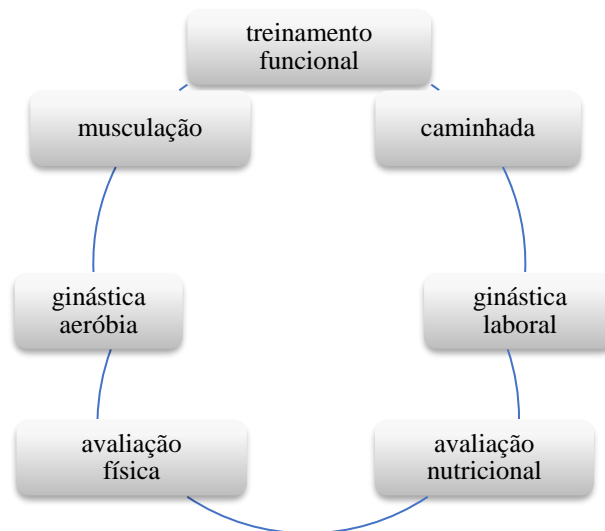 treinamento
funcional
musculação
caminhada
ginástica
aeróbia
ginástica
laboral
avaliação
física
avaliação
nutricional